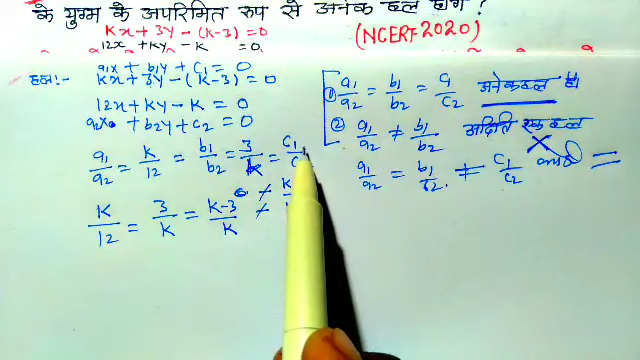 के युग्म के अपरिमित रूप से अनेक हल होंगे ?
Kx + 3y - (k-3) = 0
12x + Ky - K = 0
(NCERT 2020)
a₁x + b₁y + c₁ = 0
हल:- Kx + 3y - (k-3) = 0
12x + Ky - K = 0
a₂x + b₂y + c₂ = 0
a₁/a₂ = K/12 = b₁/b₂ = 3/k = c₁/c
K/12 = 3/K = K-3/K
① a₁/a₂ = b₁/b₂ = c₁/c₂ अनेक हल
② a₁/a₂ ≠ b₁/b₂ एक हल
a₁/a₂ = b₁/b₂ ≠ c₁/c₂